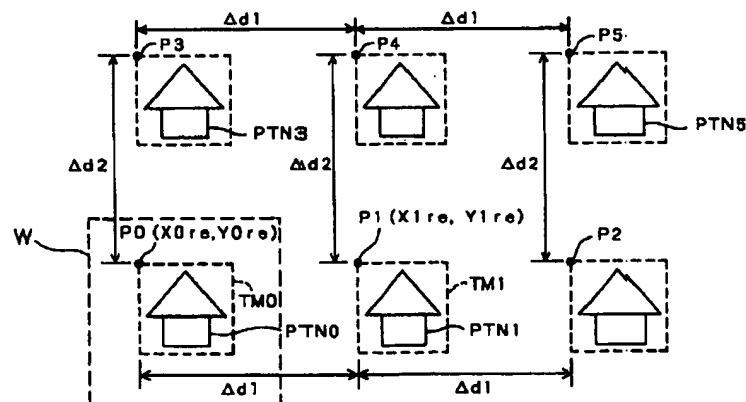 Δd1 Δd1
P3 P4 P5
PTN3 PTN5
Δd2 Δd2 Δd2
W P0 (X0re, Y0re) P1 (X1re, Y1re) P2
TM0 TM1
PTN0 PTN1
Δd1 Δd1